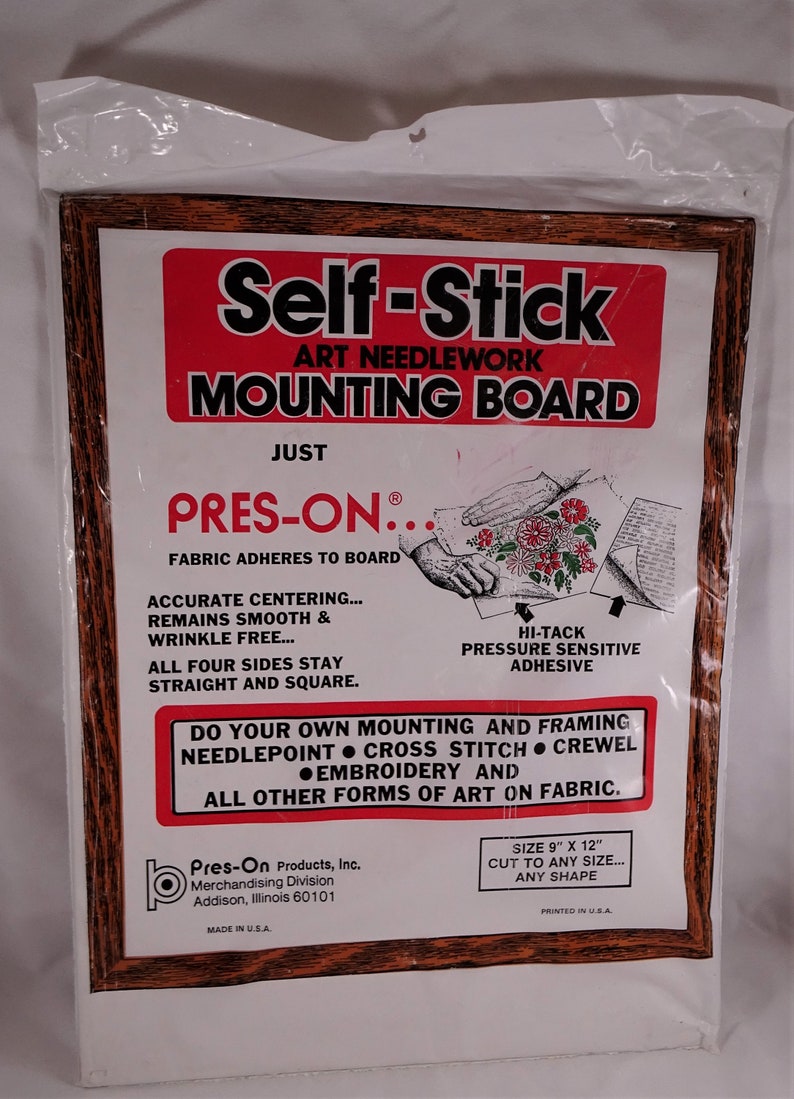 Self-Stick
ART NEEDLEWORK
MOUNTING BOARD
JUST
PRES-ON®...
FABRIC ADHERES TO BOARD
ACCURATE CENTERING...
REMAINS SMOOTH &
WRINKLE FREE...
ALL FOUR SIDES STAY
STRAIGHT AND SQUARE.
HI-TACK
PRESSURE SENSITIVE
ADHESIVE
DO YOUR OWN MOUNTING AND FRAMING
NEEDLEPOINT ● CROSS STITCH ● CREWEL
● EMBROIDERY AND
ALL OTHER FORMS OF ART ON FABRIC.
Pres-On Products, Inc.
Merchandising Division
Addison, Illinois 60101
MADE IN U.S.A.
SIZE 9" X 12"
CUT TO ANY SIZE...
ANY SHAPE
PRINTED IN U.S.A.